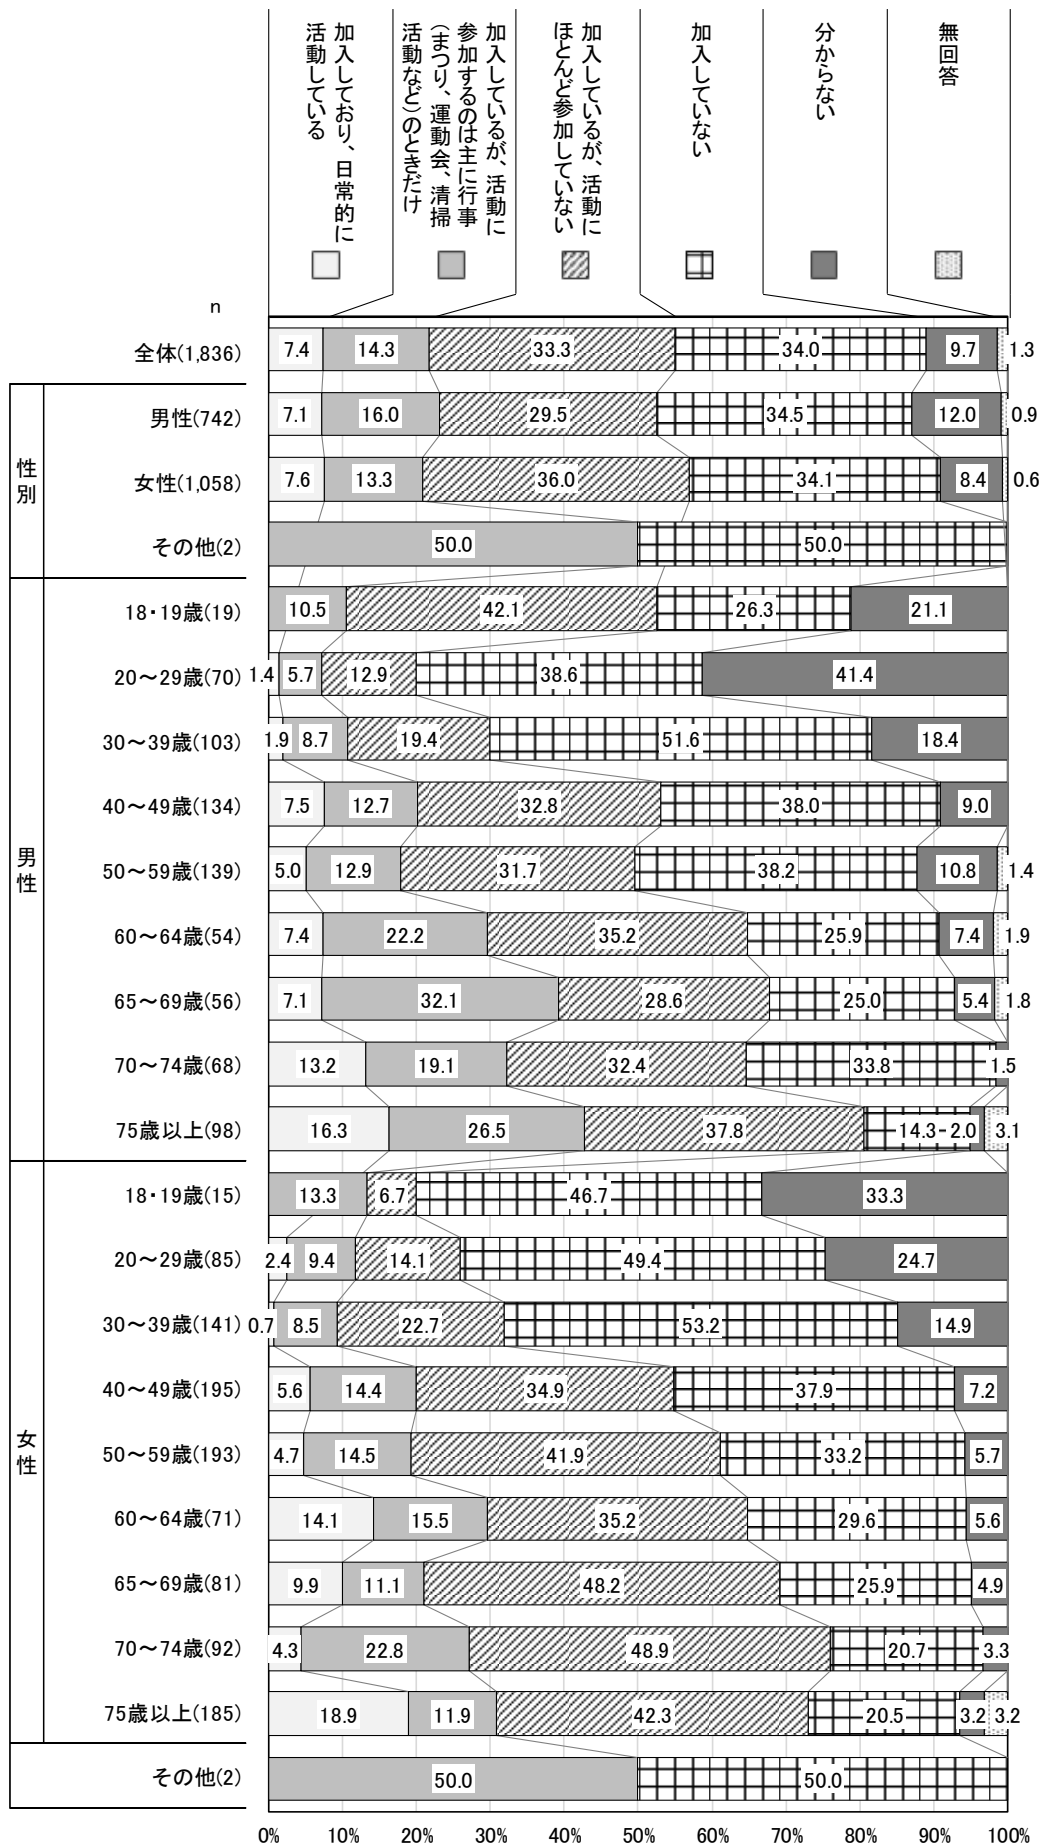 加入しており、日常的に
活動している
加入しているが、活動に
参加するのは主に行事
(まつり、運動会、清掃
活動など)のときだけ
加入しているが、活動に
ほとんど参加していない
加入していない
分からない
無回答
n
全体(1,836) 7.4 14.3 33.3 34.0 9.7 1.3
性別
男性(742) 7.1 16.0 29.5 34.5 12.0 0.9
女性(1,058) 7.6 13.3 36.0 34.1 8.4 0.6
その他(2) 50.0 50.0
男性
18・19歳(19) 10.5 42.1 26.3 21.1
20～29歳(70) 1.4 5.7 12.9 38.6 41.4
30～39歳(103) 1.9 8.7 19.4 51.6 18.4
40～49歳(134) 7.5 12.7 32.8 38.0 9.0
50～59歳(139) 5.0 12.9 31.7 38.2 10.8 1.4
60～64歳(54) 7.4 22.2 35.2 25.9 7.4 1.9
65～69歳(56) 7.1 32.1 28.6 25.0 5.4 1.8
70～74歳(68) 13.2 19.1 32.4 33.8 1.5
75歳以上(98) 16.3 26.5 37.8 14.3 2.0 3.1
女性
18・19歳(15) 13.3 6.7 46.7 33.3
20～29歳(85) 2.4 9.4 14.1 49.4 24.7
30～39歳(141) 0.7 8.5 22.7 53.2 14.9
40～49歳(195) 5.6 14.4 34.9 37.9 7.2
50～59歳(193) 4.7 14.5 41.9 33.2 5.7
60～64歳(71) 14.1 15.5 35.2 29.6 5.6
65～69歳(81) 9.9 11.1 48.2 25.9 4.9
70～74歳(92) 4.3 22.8 48.9 20.7 3.3
75歳以上(185) 18.9 11.9 42.3 20.5 3.2 3.2
その他(2) 50.0 50.0
0% 10% 20% 30% 40% 50% 60% 70% 80% 90% 100%